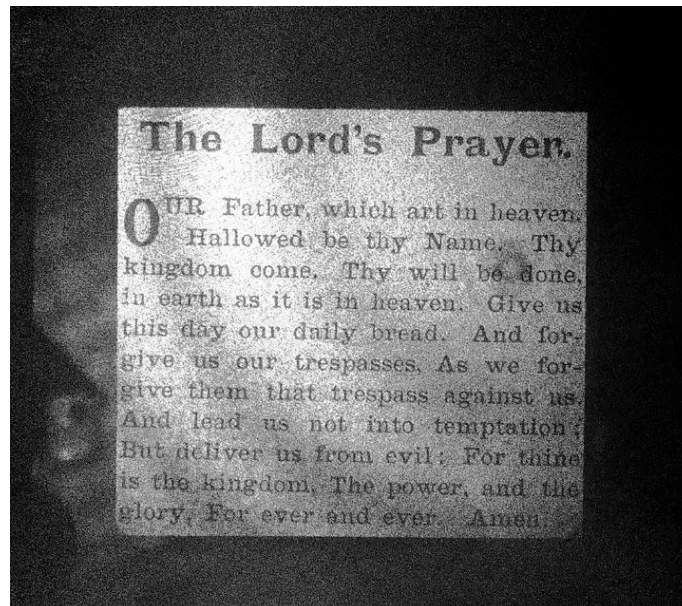 The Lord's Prayer.
OUR Father, which art in heaven.
Hallowed be thy Name. Thy
kingdom come. Thy will be done,
in earth as it is in heaven. Give us
this day our daily bread. And for-
give us our trespasses, As we for-
give them that trespass against us.
And lead us not into temptation;
But deliver us from evil: For thine
is the kingdom, The power, and the
glory, For ever and ever. Amen.